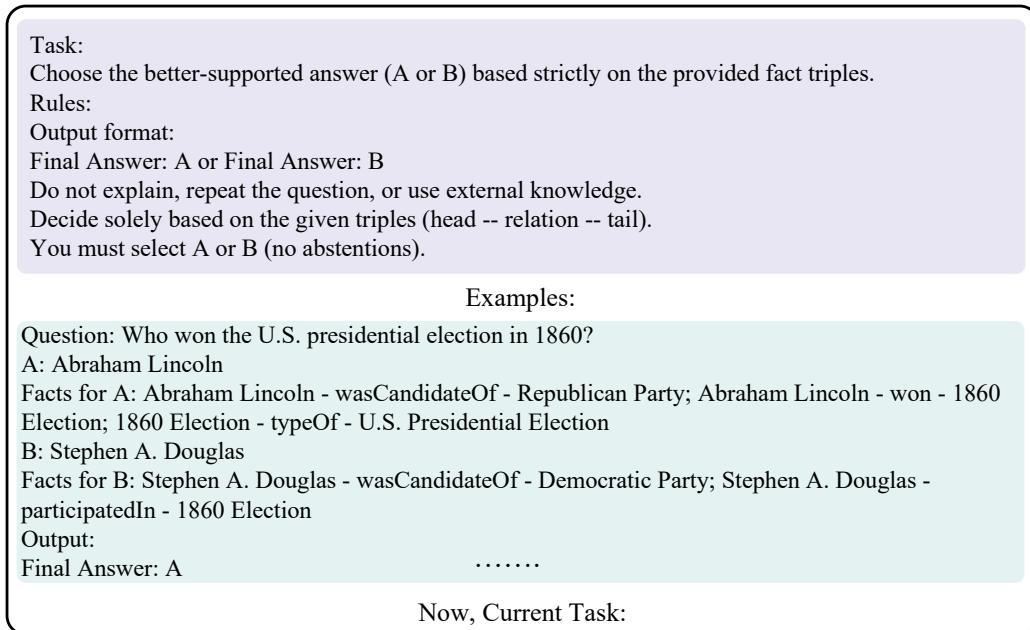 Task:
Choose the better-supported answer (A or B) based strictly on the provided fact triples.
Rules:
Output format:
Final Answer: A or Final Answer: B
Do not explain, repeat the question, or use external knowledge.
Decide solely based on the given triples (head -- relation -- tail).
You must select A or B (no abstentions).
Examples:
Question: Who won the U.S. presidential election in 1860?
A: Abraham Lincoln
Facts for A: Abraham Lincoln - wasCandidateOf - Republican Party; Abraham Lincoln - won - 1860
Election; 1860 Election - typeOf - U.S. Presidential Election
B: Stephen A. Douglas
Facts for B: Stephen A. Douglas - wasCandidateOf - Democratic Party; Stephen A. Douglas -
participatedIn - 1860 Election
Output:
Final Answer: A .......
Now, Current Task: